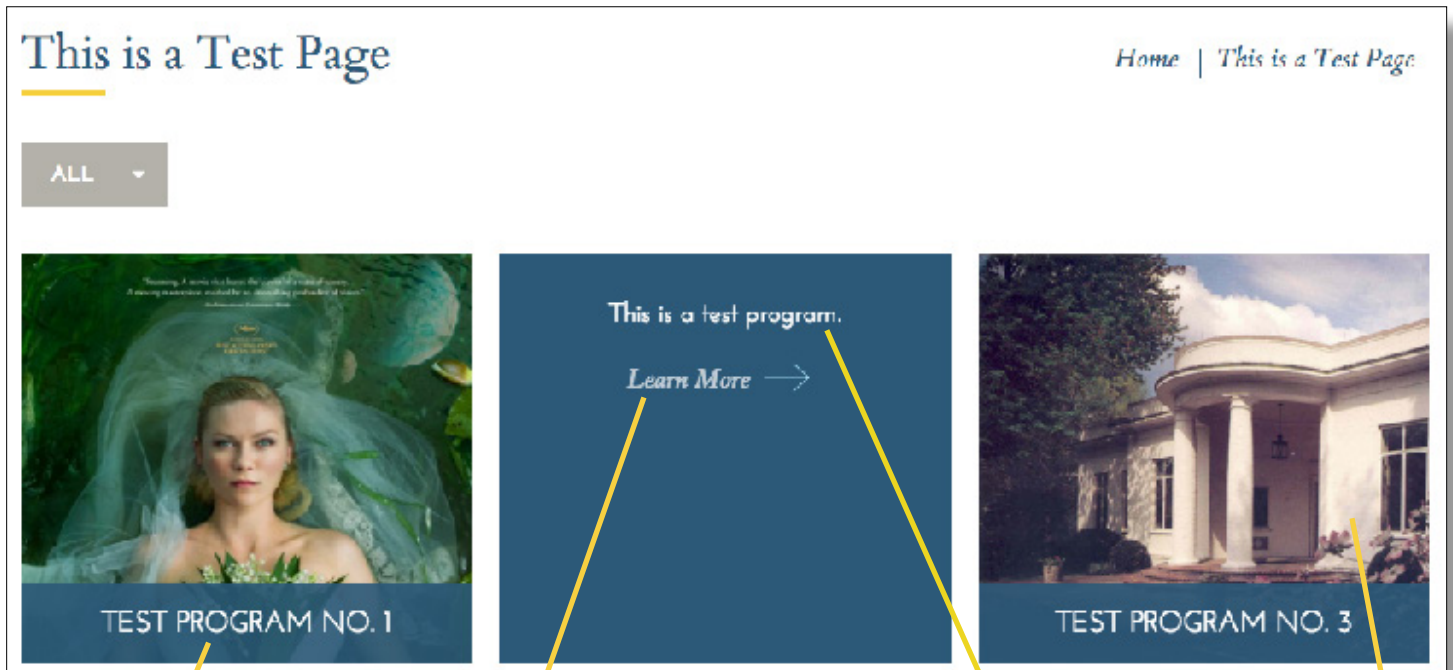 This is a Test Page
Home | This is a Test Page
ALL
This is a test program.
Learn More
TEST PROGRAM NO. 1
TEST PROGRAM NO. 3